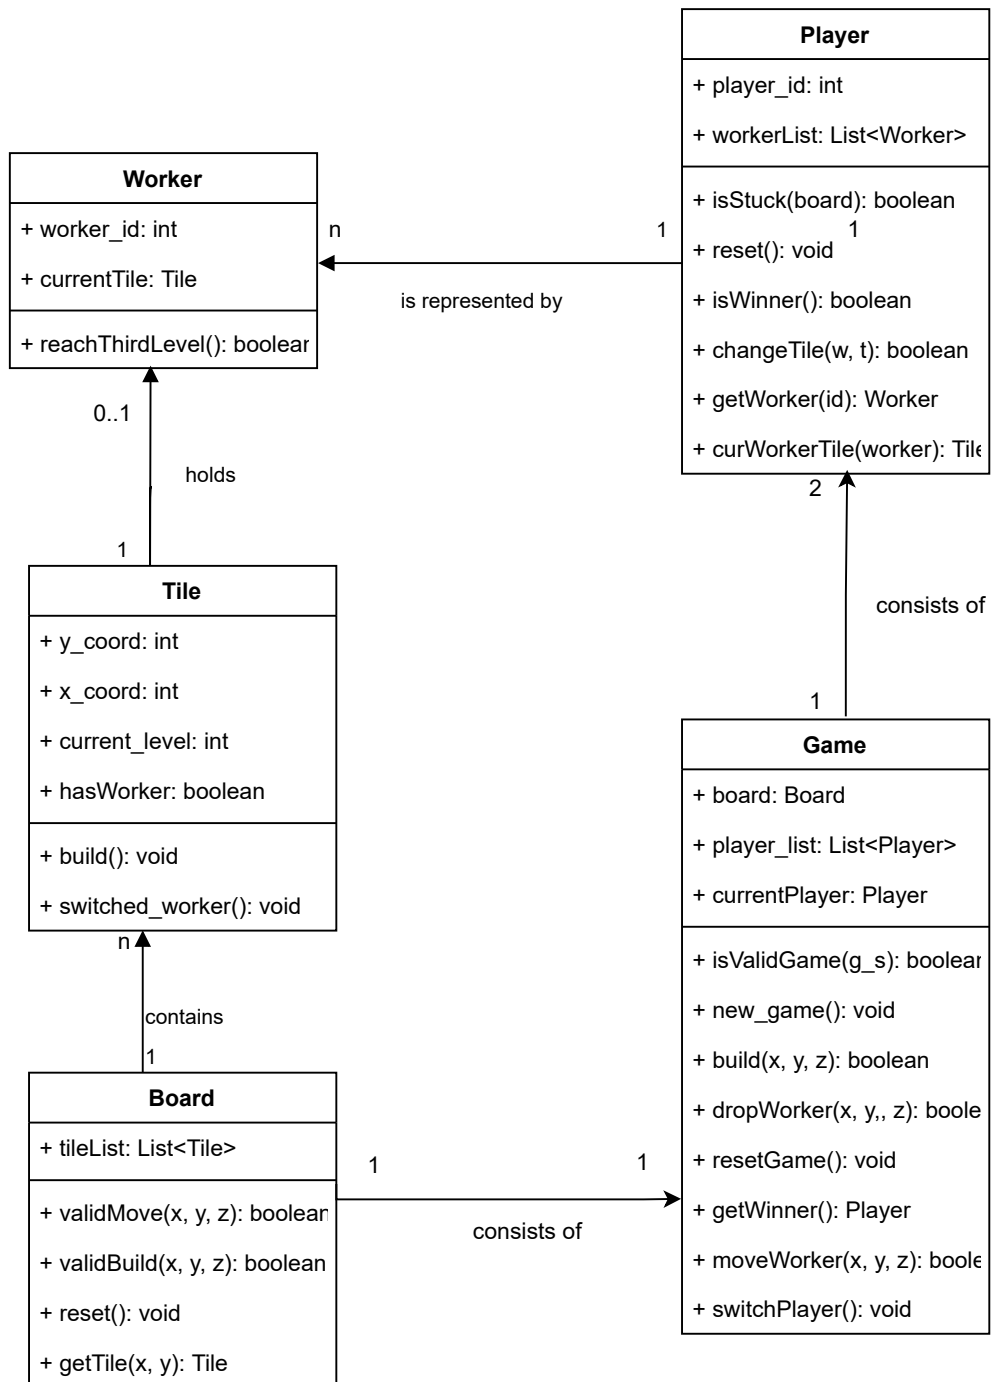 Player
+ player_id: int
+ workerList: List<Worker>
+ isStuck(board): boolean
1
+ reset(): void
+ isWinner(): boolean
+ changeTile(w, t): boolean
+ getWorker(id): Worker
+ curWorkerTile(worker): Tile
Worker
+ worker_id: int
+ currentTile: Tile
+ reachThirdLevel(): boolean
n
1
is represented by
0..1
holds
1
2
consists of
1
Tile
+ y_coord: int
+ x_coord: int
+ current_level: int
+ hasWorker: boolean
+ build(): void
+ switched_worker(): void
Game
+ board: Board
+ player_list: List<Player>
+ currentPlayer: Player
+ isValidGame(g_s): boolean
+ new_game(): void
+ build(x, y, z): boolean
+ dropWorker(x, y,, z): boole
+ resetGame(): void
+ getWinner(): Player
+ moveWorker(x, y, z): boole
+ switchPlayer(): void
n
contains
1
Board
+ tileList: List<Tile>
+ validMove(x, y, z): boolean
+ validBuild(x, y, z): boolean
+ reset(): void
+ getTile(x, y): Tile
1
1
consists of